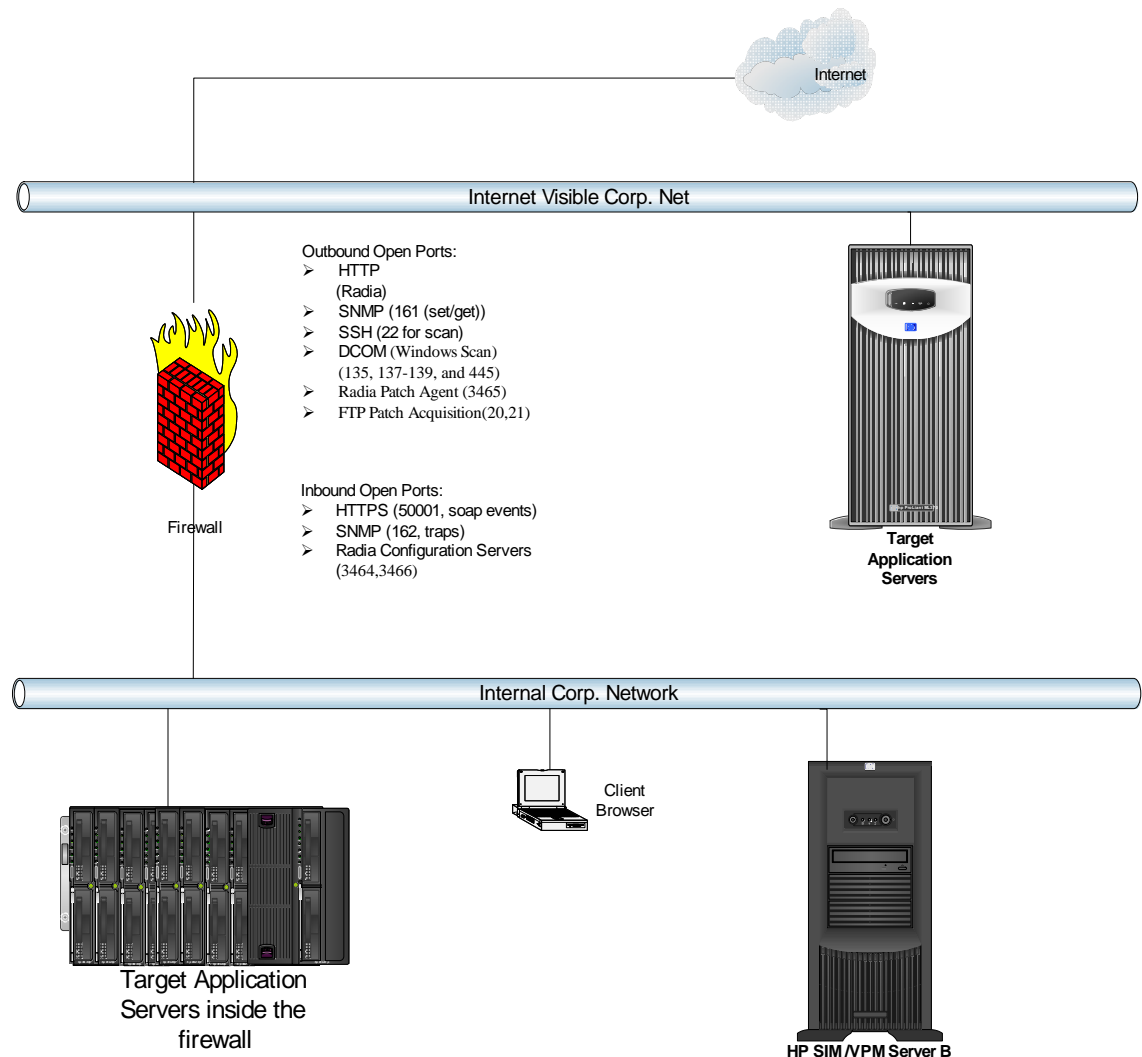 Internet
Internet Visible Corp. Net
Outbound Open Ports:
➢ HTTP
(Radia)
➢ SNMP (161 (set/get))
➢ SSH (22 for scan)
➢ DCOM (Windows Scan)
(135, 137-139, and 445)
➢ Radia Patch Agent (3465)
➢ FTP Patch Acquisition(20,21)
Firewall
Inbound Open Ports:
➢ HTTPS (50001, soap events)
➢ SNMP (162, traps)
➢ Radia Configuration Servers
(3464,3466)
Target
Application
Servers
Internal Corp. Network
Client
Browser
Target Application
Servers inside the
firewall
HP SIM /VPM Server B